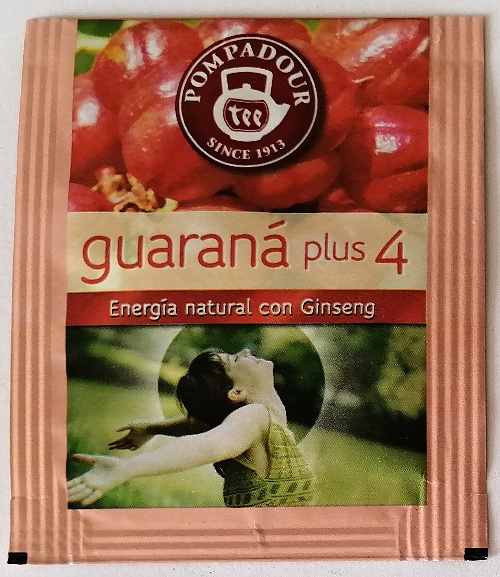 POMPADOUR
Tee
SINCE 1913
guaraná plus 4
Energía natural con Ginseng